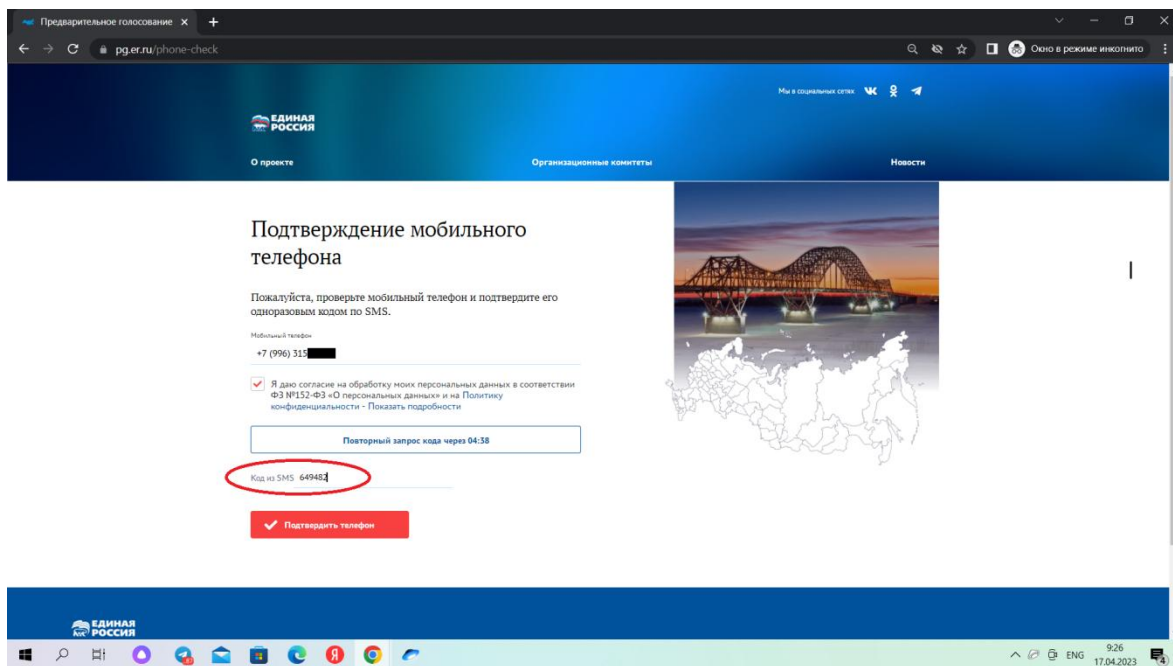 Предварительное голосование
pg.er.ru/phone-check
Окно в режиме инкогнито
Мы в социальных сетях
ЕДИНАЯ
РОССИЯ
О проекте
Организационные комитеты
Новости
Подтверждение мобильного
телефона
Пожалуйста, проверьте мобильный телефон и подтвердите его
одноразовым кодом по SMS.
Мобильный телефон
+7 (996) 315
Я даю согласие на обработку моих персональных данных в соответствии
ФЗ №152-ФЗ «О персональных данных» и на Политику
конфиденциальности - Показать подробности
Повторный запрос кода через 04:38
Код из SMS 649482
Подтвердить телефон
ЕДИНАЯ
РОССИЯ
ENG
9:26
17.04.2023